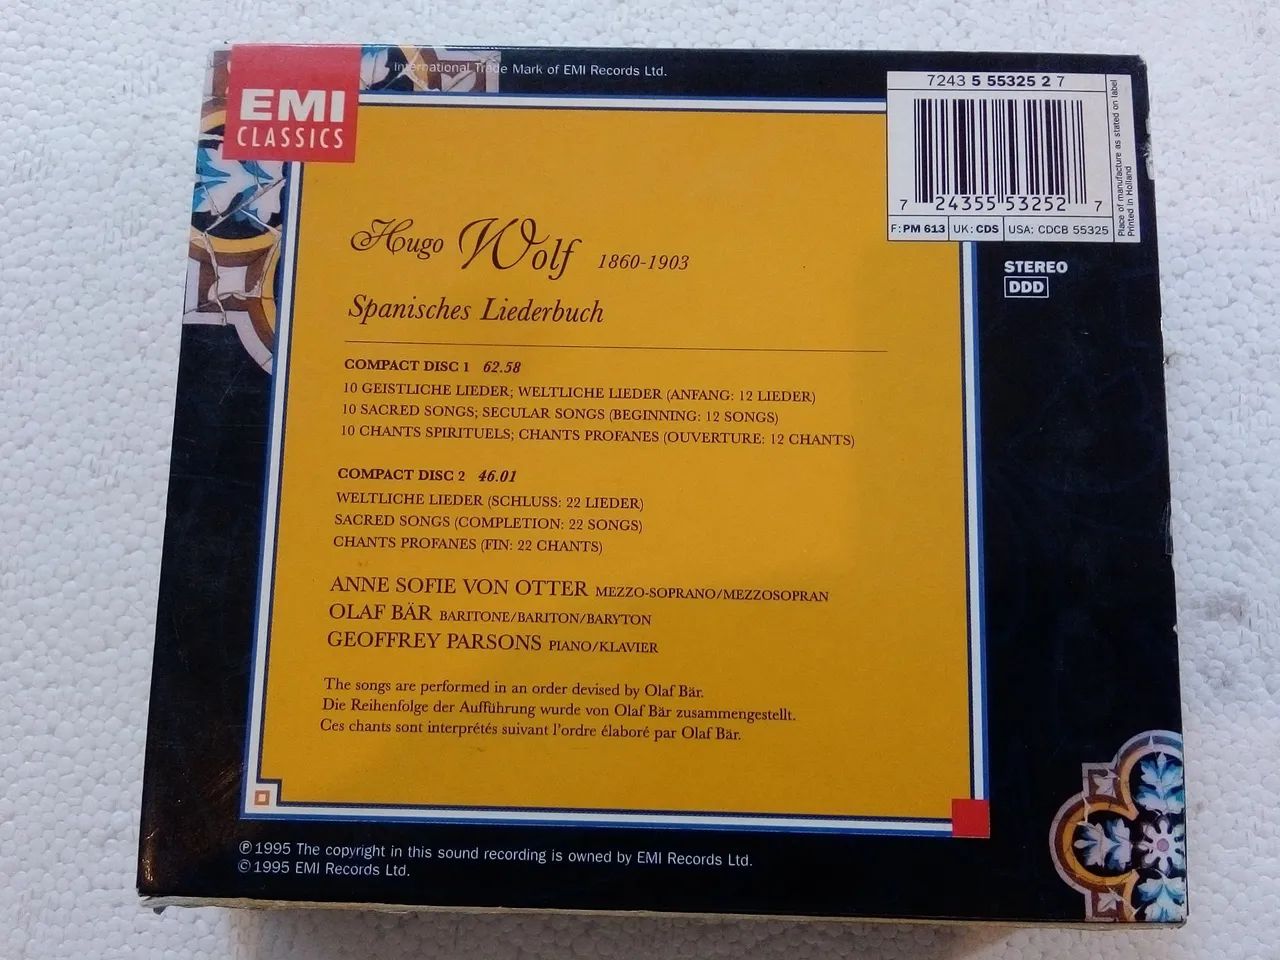 International Trade Mark of EMI Records Ltd.
EMI
CLASSICS
7243 5 55325 2 7
7 24355 53252 7
F: PM 613 UK: CDS USA: CDCB 55325
Place of manufacture as stated on label
Printed in Holland
STEREO
DDD
Hugo Wolf 1860-1903
Spanisches Liederbuch
COMPACT DISC 1 62.58
10 GEISTLICHE LIEDER; WELTLICHE LIEDER (ANFANG: 12 LIEDER)
10 SACRED SONGS; SECULAR SONGS (BEGINNING: 12 SONGS)
10 CHANTS SPIRITUELS; CHANTS PROFANES (OUVERTURE: 12 CHANTS)
COMPACT DISC 2 46.01
WELTLICHE LIEDER (SCHLUSS: 22 LIEDER)
SACRED SONGS (COMPLETION: 22 SONGS)
CHANTS PROFANES (FIN: 22 CHANTS)
ANNE SOFIE VON OTTER MEZZO-SOPRANO/MEZZOSOPRAN
OLAF BÄR BARITONE/BARITON/BARYTON
GEOFFREY PARSONS PIANO/KLAVIER
The songs are performed in an order devised by Olaf Bär.
Die Reihenfolge der Aufführung wurde von Olaf Bär zusammengestellt.
Ces chants sont interprétés suivant l'ordre élaboré par Olaf Bär.
℗ 1995 The copyright in this sound recording is owned by EMI Records Ltd.
© 1995 EMI Records Ltd.